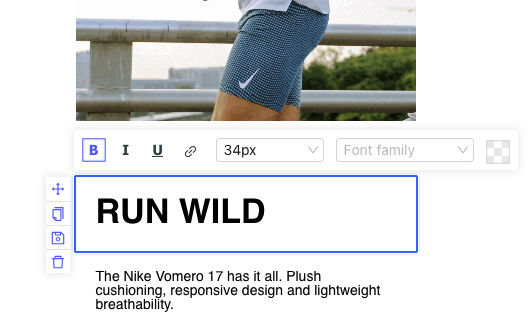 B I U 34px Font family
RUN WILD
The Nike Vomero 17 has it all. Plush
cushioning, responsive design and lightweight
breathability.